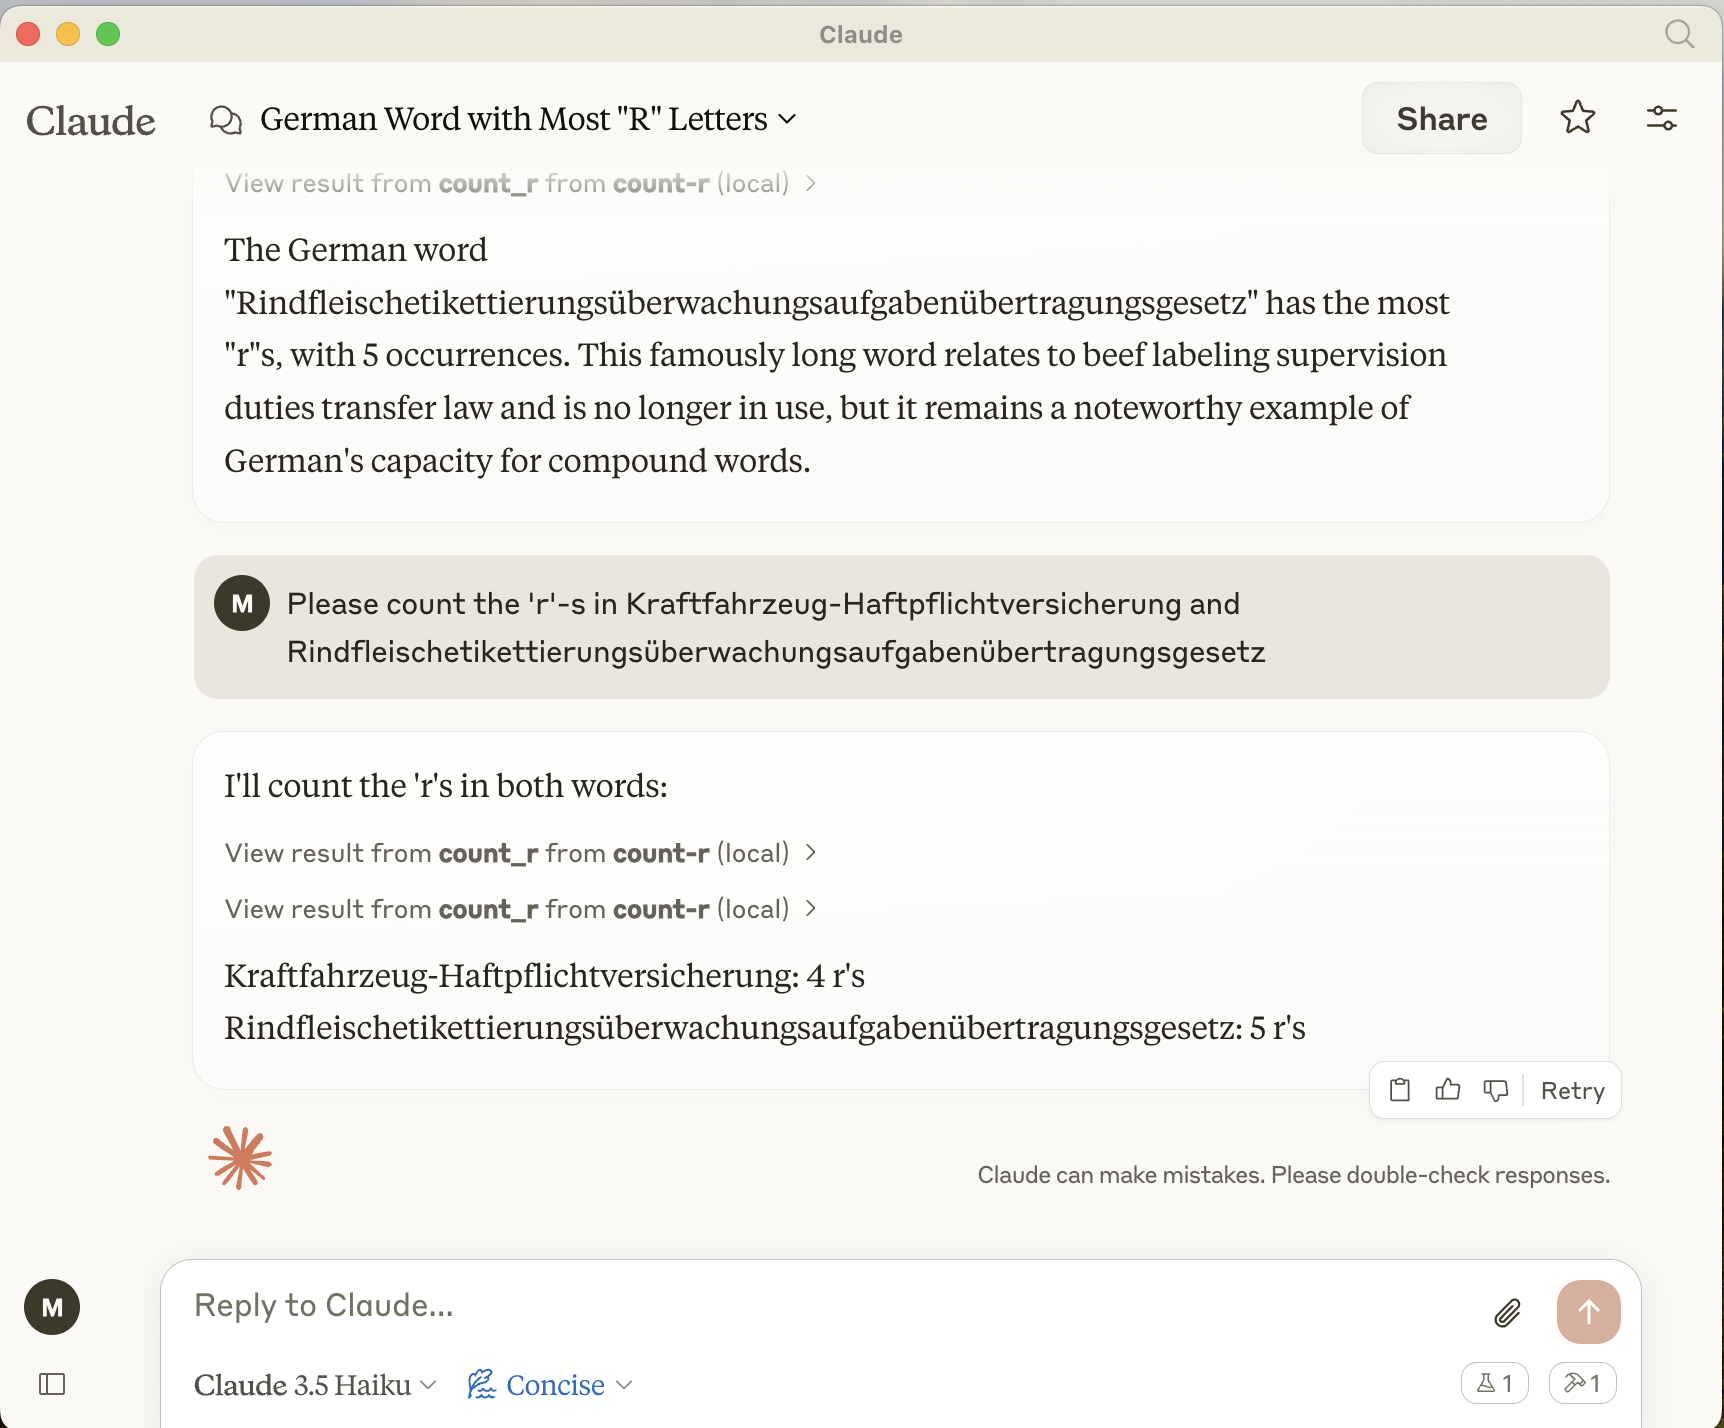 Claude
Claude
German Word with Most "R" Letters
Share
View result from count_r from count-r (local)
The German word
"Rindfleischetikettierungsüberwachungsaufgabenübertragungsgesetz" has the most
"r"s, with 5 occurrences. This famously long word relates to beef labeling supervision
duties transfer law and is no longer in use, but it remains a noteworthy example of
German's capacity for compound words.
M
Please count the 'r'-s in Kraftfahrzeug-Haftpflichtversicherung and
Rindfleischetikettierungsüberwachungsaufgabenübertragungsgesetz
I'll count the 'r's in both words:
View result from count_r from count-r (local)
View result from count_r from count-r (local)
Kraftfahrzeug-Haftpflichtversicherung: 4 r's
Rindfleischetikettierungsüberwachungsaufgabenübertragungsgesetz: 5 r's
Retry
Claude can make mistakes. Please double-check responses.
M
Reply to Claude...
Claude 3.5 Haiku
Concise
1
1